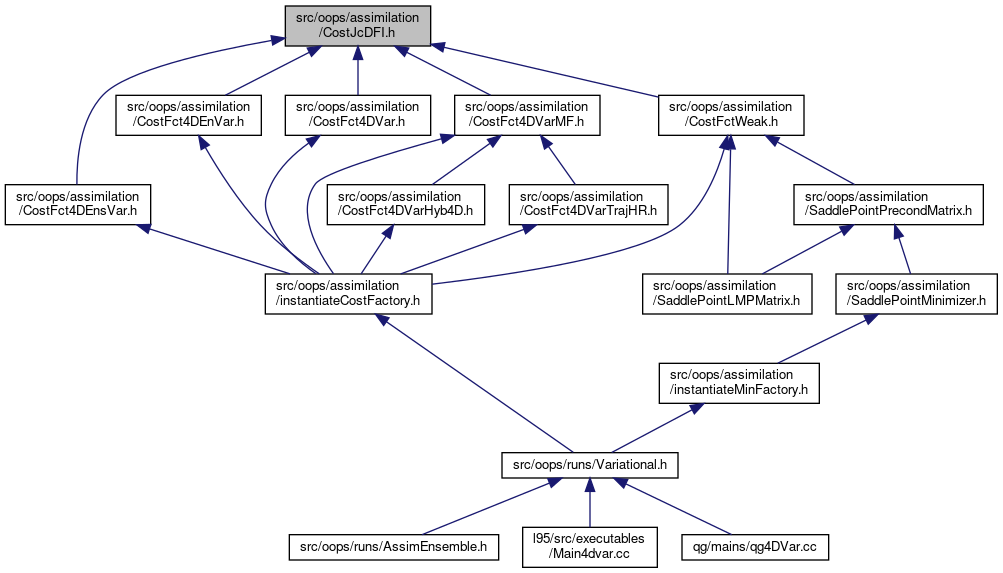 src/oops/assimilation
/CostJcDFI.h
src/oops/assimilation
/CostFct4DEnVar.h
src/oops/assimilation
/CostFct4DVar.h
src/oops/assimilation
/CostFct4DVarMF.h
src/oops/assimilation
/CostFctWeak.h
src/oops/assimilation
/CostFct4DEnsVar.h
src/oops/assimilation
/CostFct4DVarHyb4D.h
src/oops/assimilation
/CostFct4DVarTrajHR.h
src/oops/assimilation
/SaddlePointPrecondMatrix.h
src/oops/assimilation
/instantiateCostFactory.h
src/oops/assimilation
/SaddlePointLMPMatrix.h
src/oops/assimilation
/SaddlePointMinimizer.h
src/oops/assimilation
/instantiateMinFactory.h
src/oops/runs/Variational.h
src/oops/runs/AssimEnsemble.h
l95/src/executables
/Main4dvar.cc
qg/mains/qg4DVar.cc